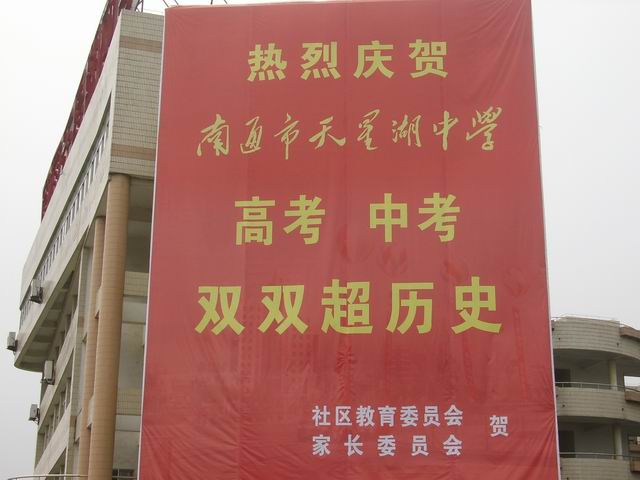 热烈庆贺
南通市天星湖中学
高考 中考
双双超历史
社区教育委员会
家长委员会 贺